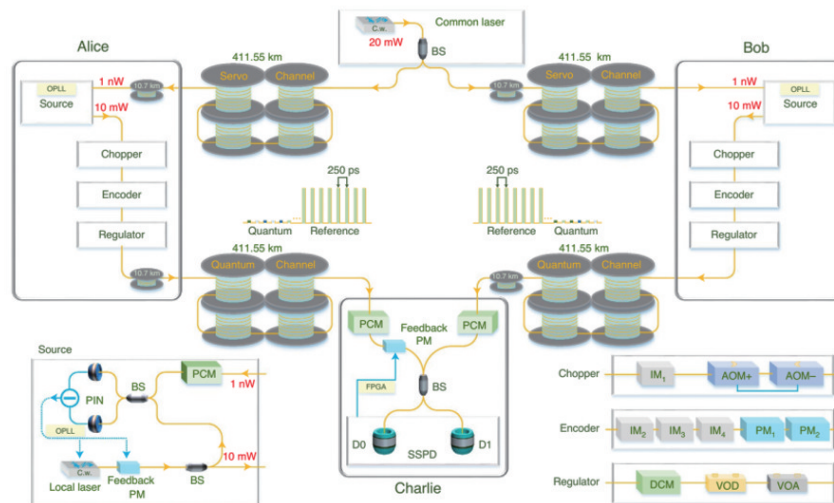 Common laser
C.w.
20 mW
BS
Alice
OPLL
Source
1 nW
10 mW
10.7 km
411.55 km
Servo Channel
Chopper
Encoder
Regulator
10.7 km
411.55 km
Servo Channel
10.7 km
Bob
1 nW
OPLL
Source
10 mW
Chopper
Encoder
Regulator
250 ps
Quantum Reference
250 ps
Reference Quantum
411.55 km
Quantum Channel
10.7 km
411.55 km
Quantum Channel
10.7 km
PCM
Feedback
PM
PCM
FPGA
BS
D0
SSPD
D1
Charlie
Source
PIN
BS
PCM
1 nW
OPLL
10 mW
C.w.
Local laser
Feedback
PM
BS
Chopper
IM1
AOM+
AOM−
Encoder
IM2
IM3
IM4
PM1
PM2
Regulator
DCM
VOD
VOA